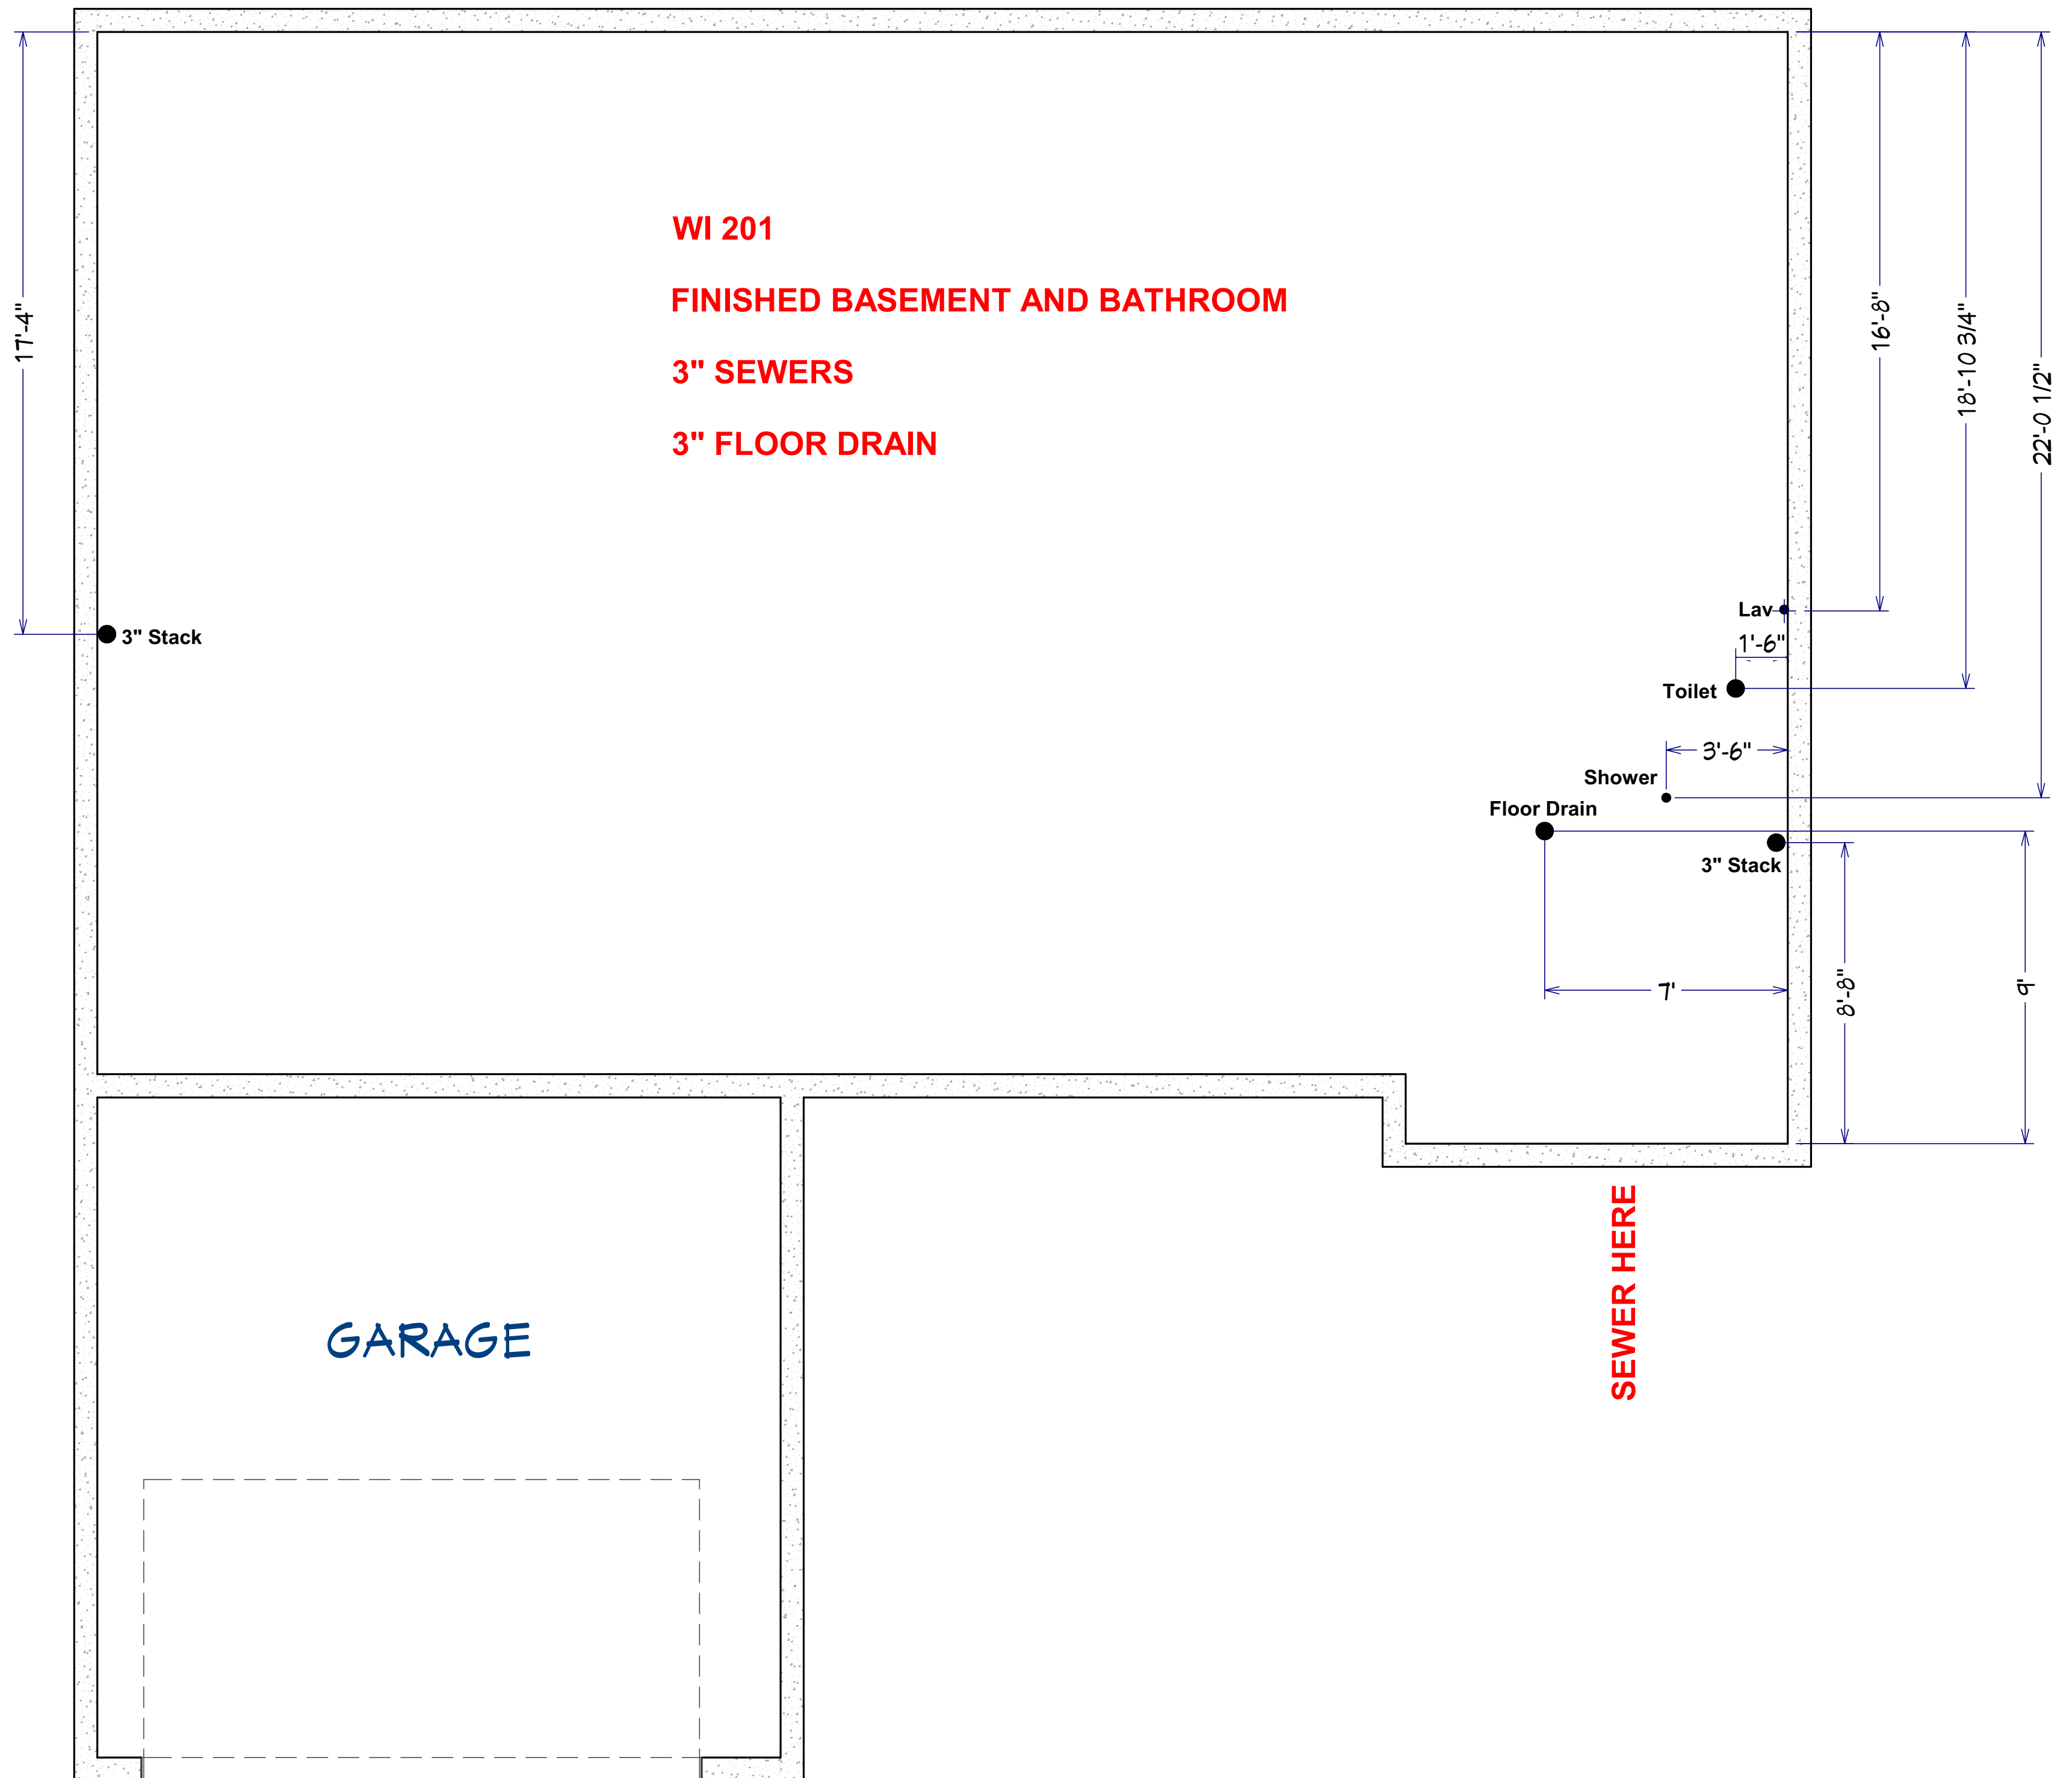 WI 201
FINISHED BASEMENT AND BATHROOM
3" SEWERS
3" FLOOR DRAIN
17'-4"
16'-8"
18'-10 3/4"
22'-0 1/2"
3" Stack
Lav
1'-6"
Toilet
3'-6"
Shower
Floor Drain
3" Stack
7'
8'-8"
9'
SEWER HERE
GARAGE